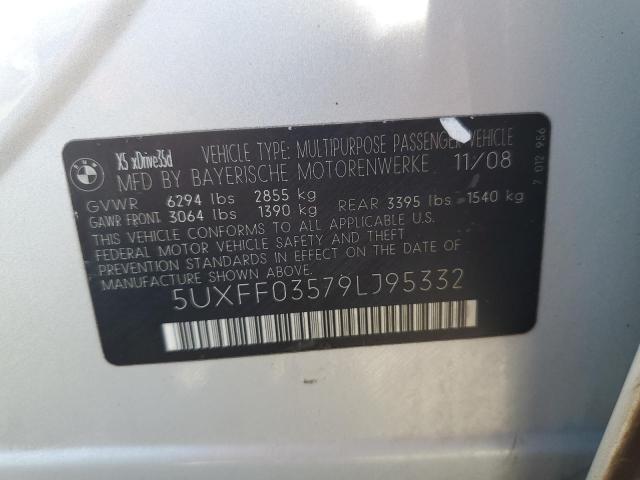 BMW
X5 xDrive35d VEHICLE TYPE: MULTIPURPOSE PASSENGER VEHICLE
MFD BY BAYERISCHE MOTORENWERKE 11/08
GVWR 6294 lbs 2855 kg
GAWR FRONT 3064 lbs 1390 kg REAR 3395 lbs 1540 kg
THIS VEHICLE CONFORMS TO ALL APPLICABLE U.S.
FEDERAL MOTOR VEHICLE SAFETY AND THEFT
PREVENTION STANDARDS IN EFFECT ON THE DATE OF
MANUFACTURE SHOWN ABOVE.
5UXFF03579LJ95332
7 012 956